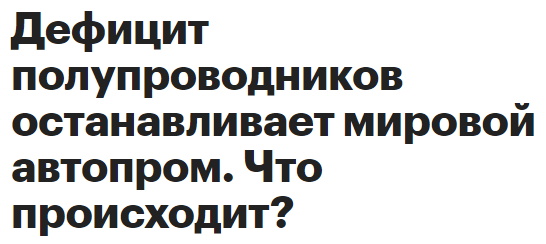 Дефицит
полупроводников
останавливает мировой
автопром. Что
происходит?